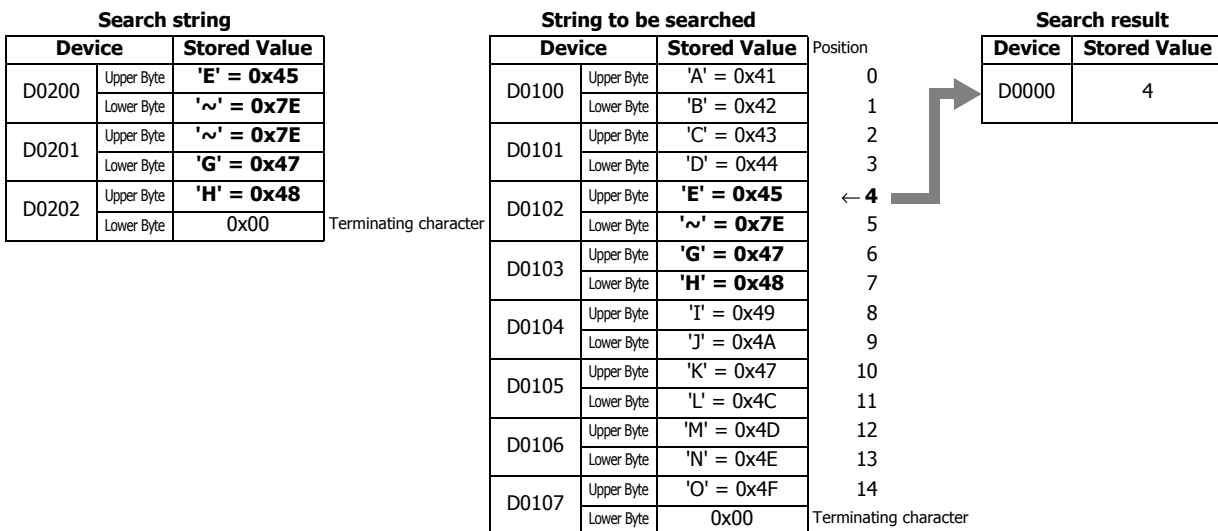 Search string
Device Stored Value
D0200 Upper Byte 'E' = 0x45
Lower Byte '~' = 0x7E
D0201 Upper Byte '~' = 0x7E
Lower Byte 'G' = 0x47
D0202 Upper Byte 'H' = 0x48
Lower Byte 0x00 Terminating character
String to be searched
Device Stored Value Position
D0100 Upper Byte 'A' = 0x41 0
Lower Byte 'B' = 0x42 1
D0101 Upper Byte 'C' = 0x43 2
Lower Byte 'D' = 0x44 3
D0102 Upper Byte 'E' = 0x45 ← 4
Lower Byte '~' = 0x7E 5
D0103 Upper Byte 'G' = 0x47 6
Lower Byte 'H' = 0x48 7
D0104 Upper Byte 'I' = 0x49 8
Lower Byte 'J' = 0x4A 9
D0105 Upper Byte 'K' = 0x47 10
Lower Byte 'L' = 0x4C 11
D0106 Upper Byte 'M' = 0x4D 12
Lower Byte 'N' = 0x4E 13
D0107 Upper Byte 'O' = 0x4F 14
Lower Byte 0x00 Terminating character
Search result
Device Stored Value
D0000 4